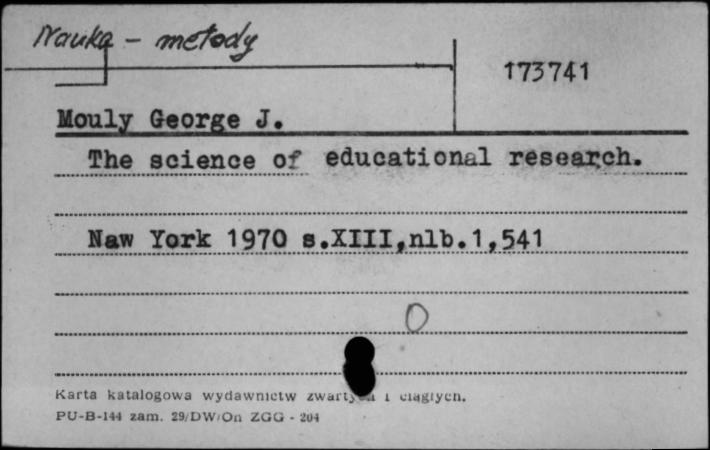 Nauka - metody
173741
Mouly George J.
The science of educational research.
Naw York 1970 s.XIII,nlb.1,541
O
Karta katalogowa wydawnictw i ciągłych.
PU-B-144 zam. 29/DW/On ZGG - 204